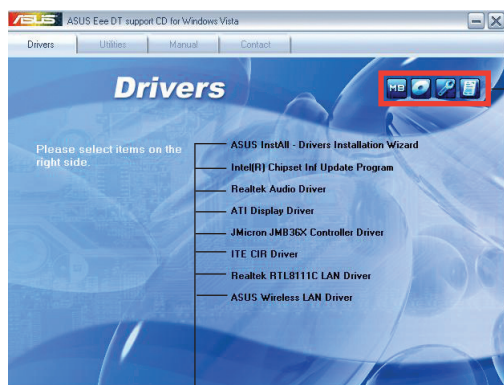 ASUS ASUS Eee DT support CD for Windows Vista
Drivers Utilities Manual Contact
Drivers
MB
Please select items on the
right side.
ASUS InstAll - Drivers Installation Wizard
Intel(R) Chipset Inf Update Program
Realtek Audio Driver
ATI Display Driver
JMicron JMB36X Controller Driver
ITE CIR Driver
Realtek RTL8111C LAN Driver
ASUS Wireless LAN Driver